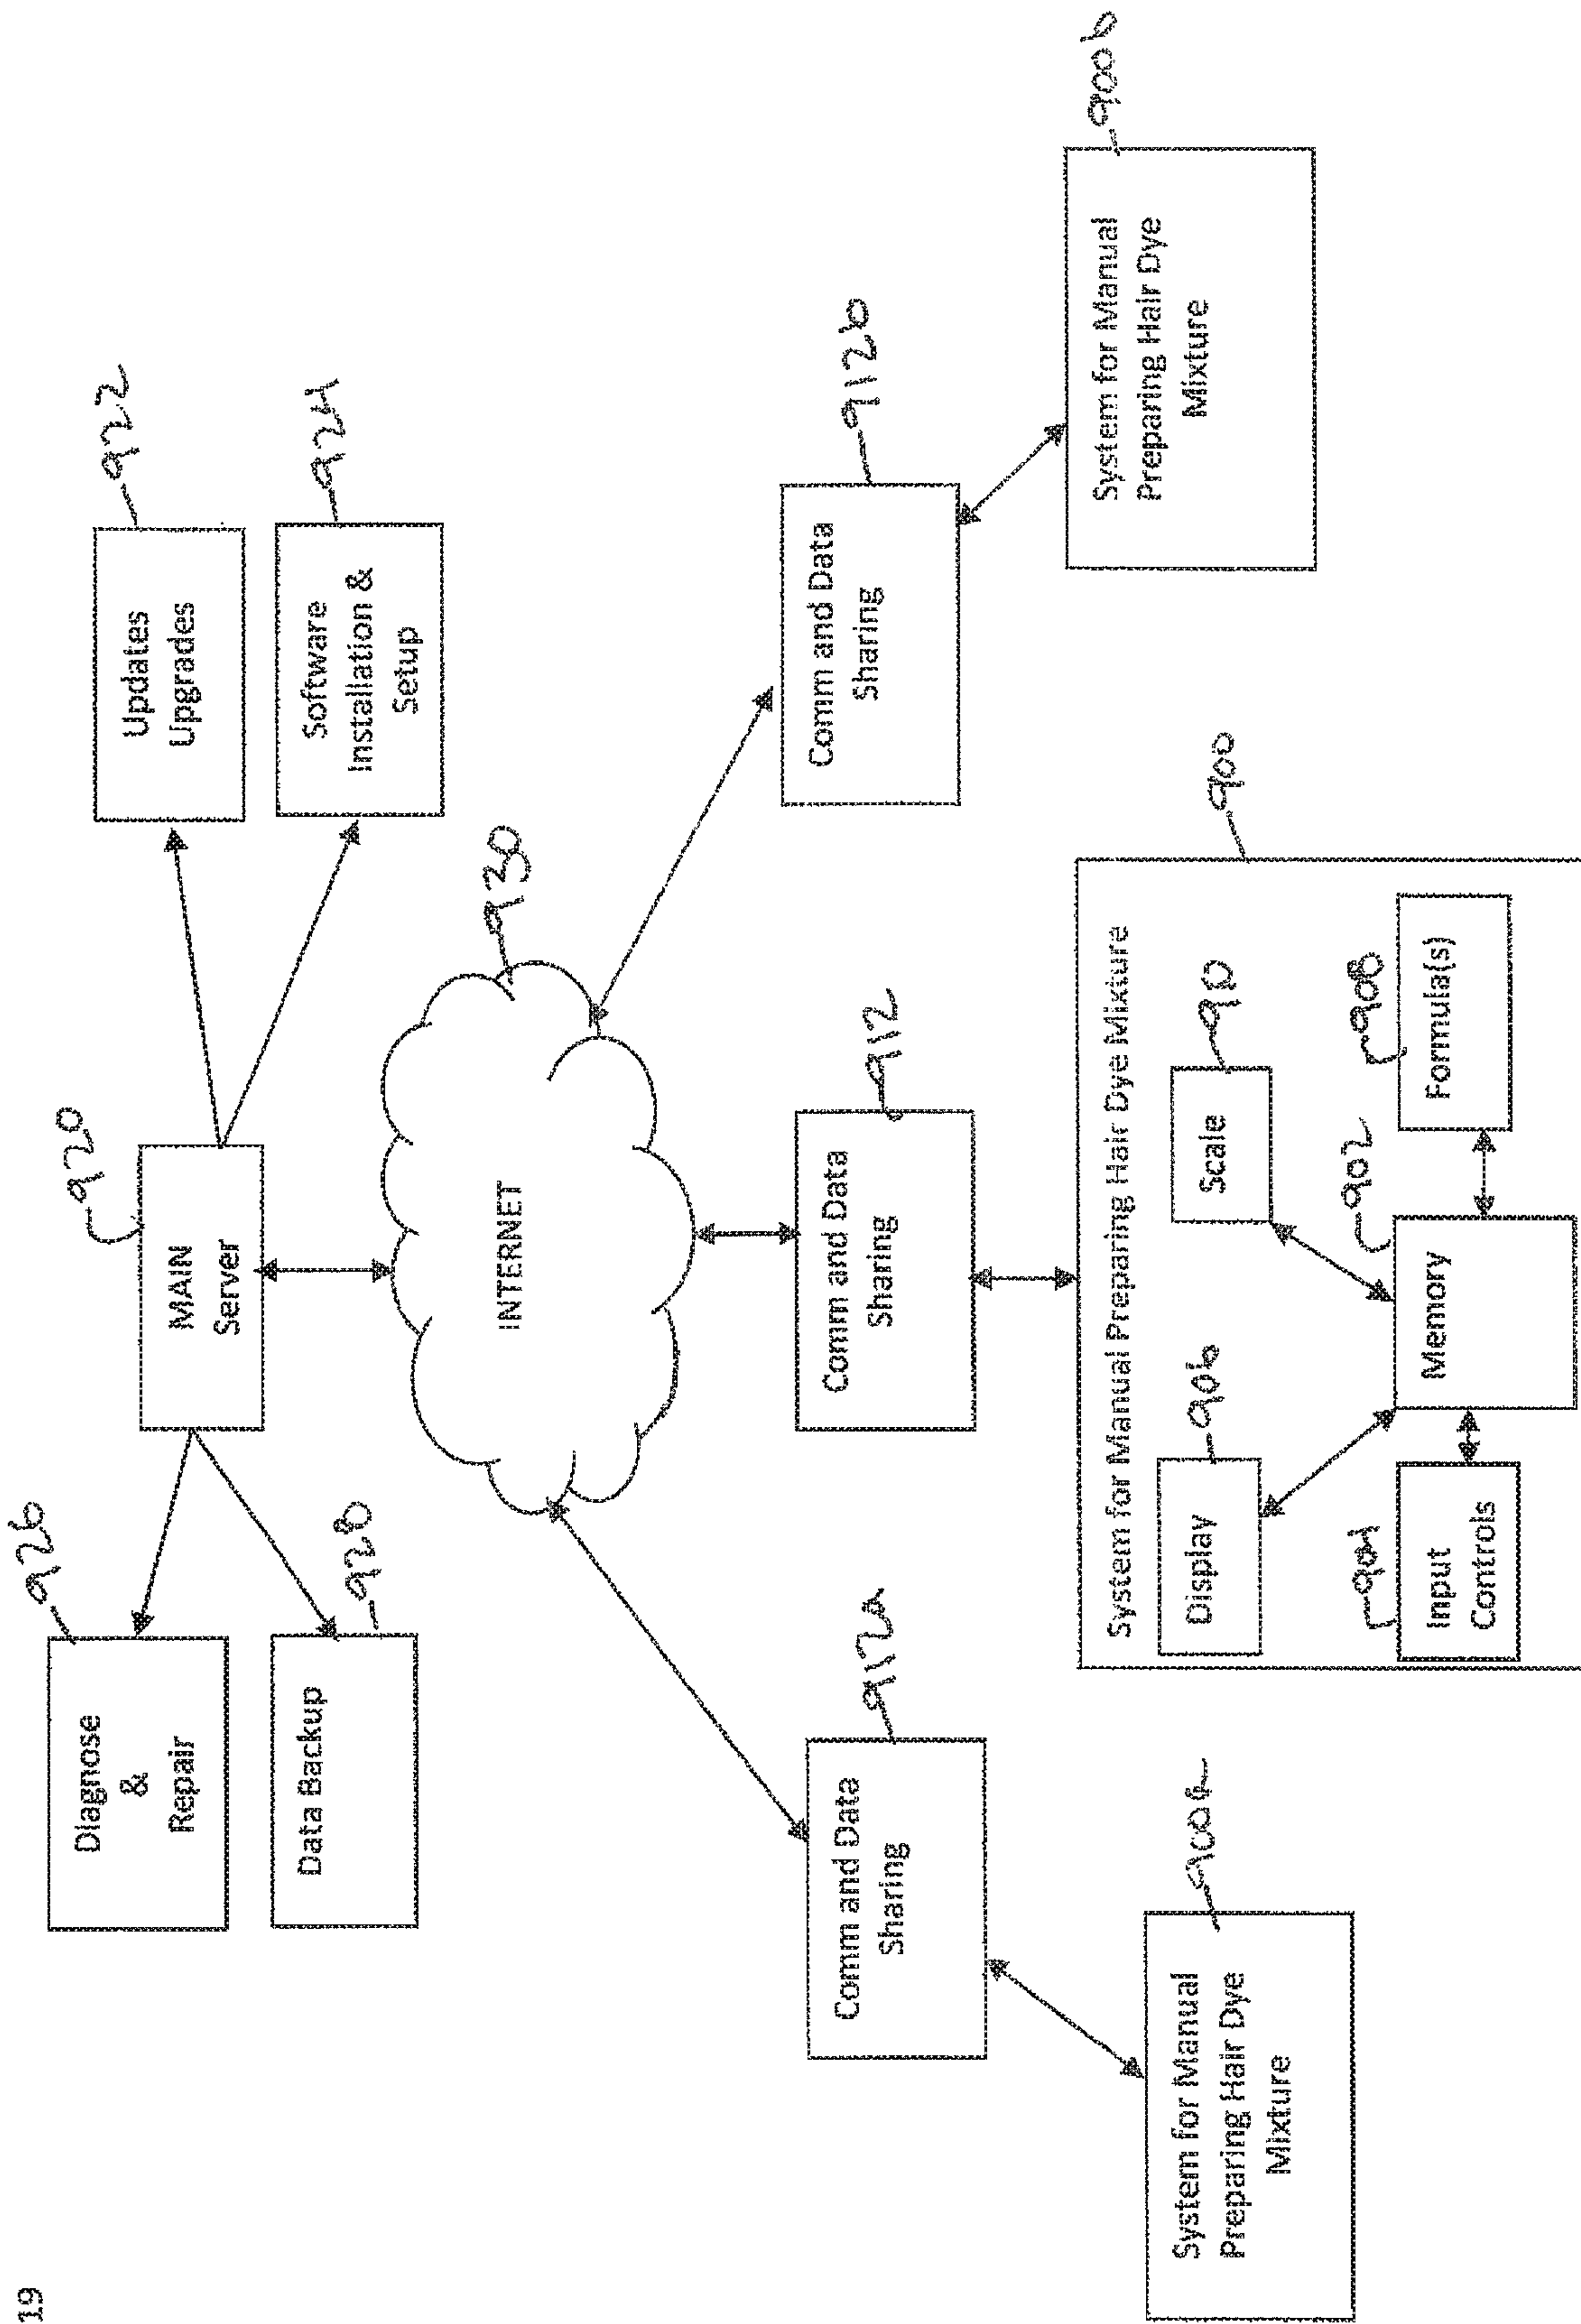 19
926
Diagnose
&
Repair
928
Data Backup
920
MAIN
Server
922
Updates
Upgrades
924
Software
Installation &
Setup
930
INTERNET
912a
Comm and Data
Sharing
912
Comm and Data
Sharing
912b
Comm and Data
Sharing
900a
System for Manual
Preparing Hair Dye
Mixture
900
System for Manual Preparing Hair Dye Mixture
906
Display
90
Scale
904
Input
Controls
902
Memory
908
Formula(s)
900b
System for Manual
Preparing Hair Dye
Mixture